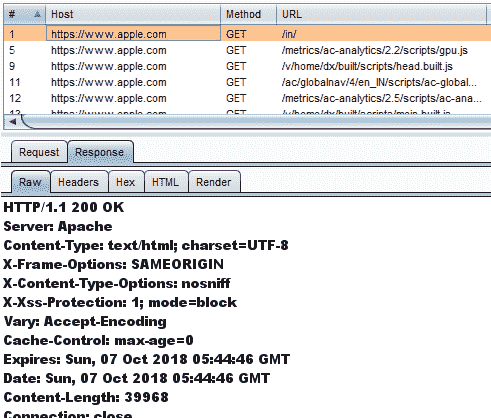 # Host Method URL
1 https://www.apple.com GET /in/
5 https://www.apple.com GET /metrics/ac-analytics/2.2/scripts/gpu.js
9 https://www.apple.com GET /v/home/dx/built/scripts/head.built.js
11 https://www.apple.com GET /ac/globalnav/4/en_IN/scripts/ac-global...
12 https://www.apple.com GET /metrics/ac-analytics/2.5/scripts/ac-ana...
13 https://www.apple.com GET /v/home/dx/built/scripts/main.built.js
Request Response
Raw Headers Hex HTML Render
HTTP/1.1 200 OK
Server: Apache
Content-Type: text/html; charset=UTF-8
X-Frame-Options: SAMEORIGIN
X-Content-Type-Options: nosniff
X-Xss-Protection: 1; mode=block
Vary: Accept-Encoding
Cache-Control: max-age=0
Expires: Sun, 07 Oct 2018 05:44:46 GMT
Date: Sun, 07 Oct 2018 05:44:46 GMT
Content-Length: 39968
Connection: close